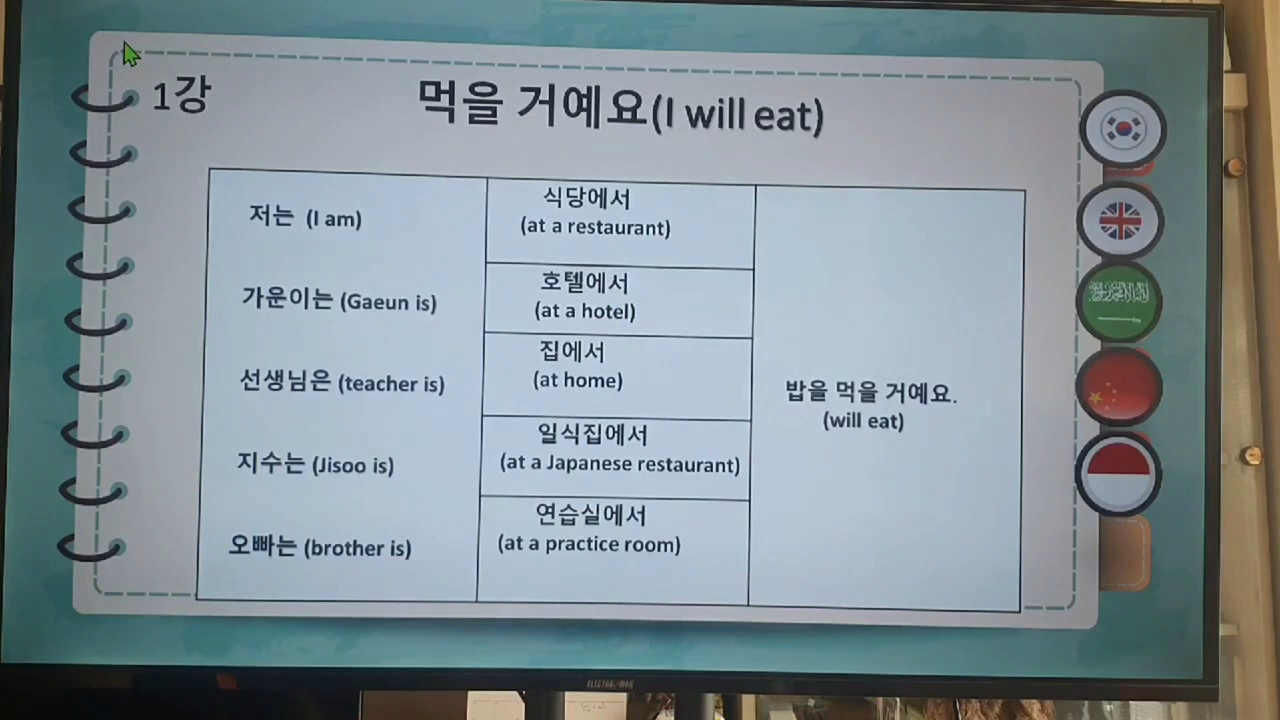 1강
먹을 거예요(I will eat)
저는 (I am)
가운이는 (Gaeun is)
선생님은 (teacher is)
지수는 (Jisoo is)
오빠는 (brother is)
식당에서
(at a restaurant)
호텔에서
(at a hotel)
집에서
(at home)
일식집에서
(at a Japanese restaurant)
연습실에서
(at a practice room)
밥을 먹을 거예요.
(will eat)